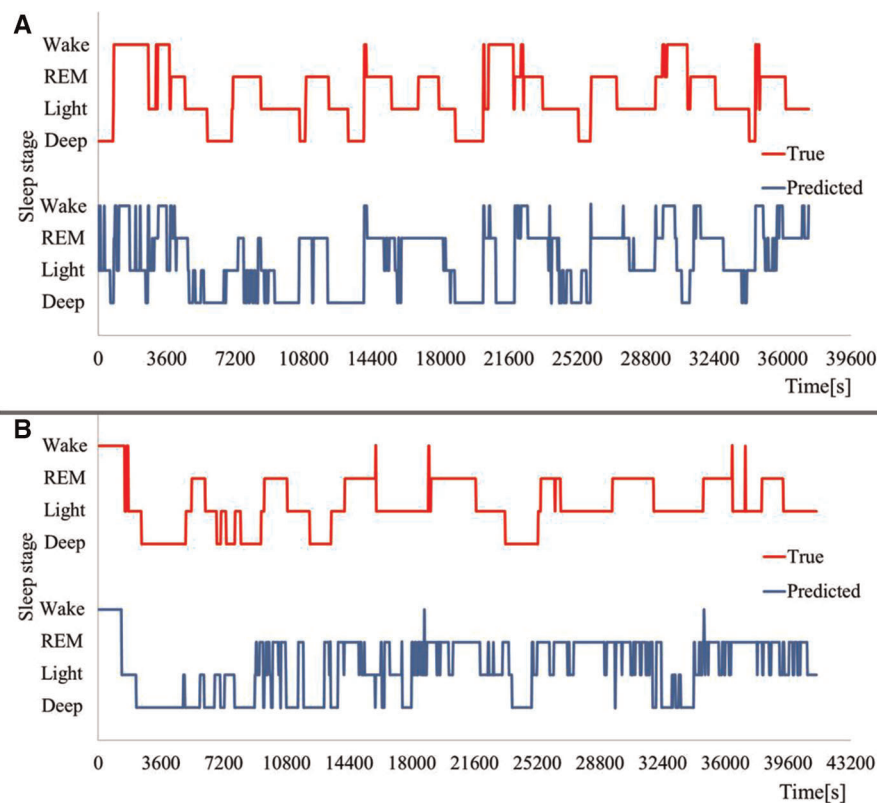 A
Wake
REM
Light
Deep
Sleep stage
True
Predicted
Wake
REM
Light
Deep
0 3600 7200 10800 14400 18000 21600 25200 28800 32400 36000 39600
Time[s]
B
Wake
REM
Light
Deep
Sleep stage
True
Predicted
Wake
REM
Light
Deep
0 3600 7200 10800 14400 18000 21600 25200 28800 32400 36000 39600 43200
Time[s]